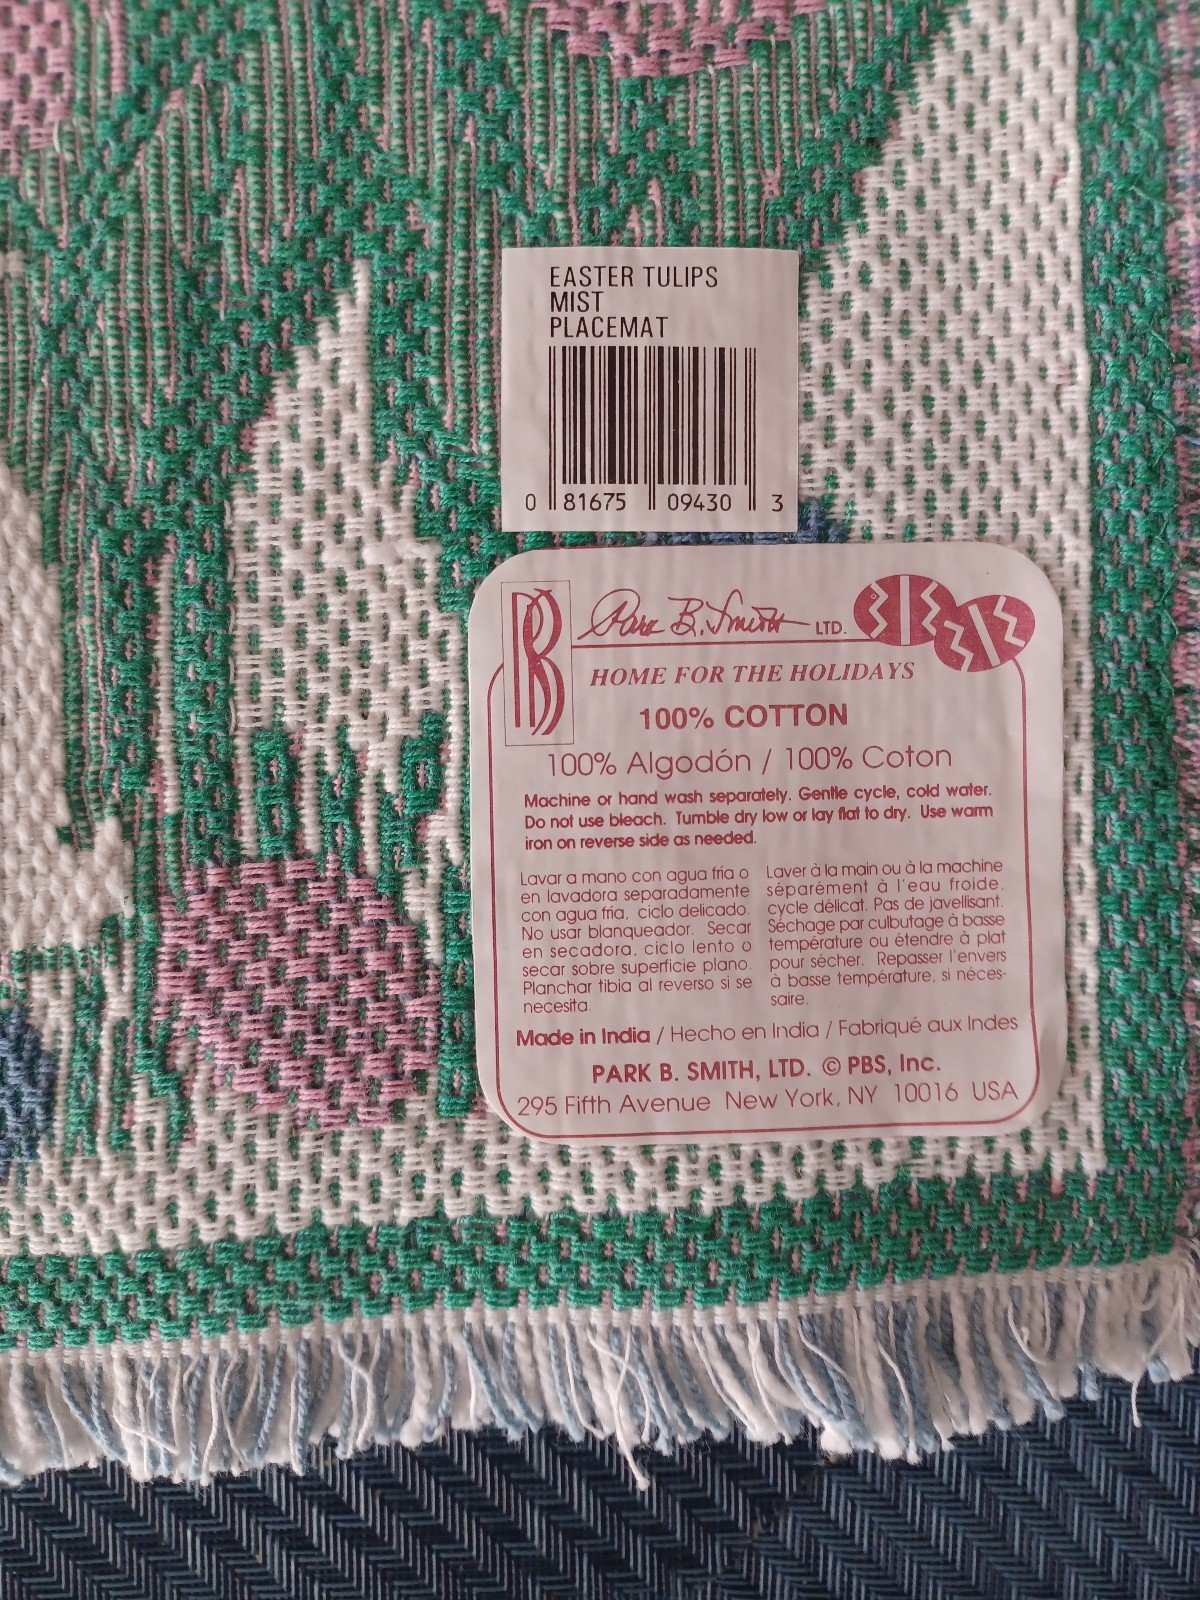 EASTER TULIPS
MIST
PLACEMAT
0 81675 09430 3
PBS
Park B. Smith LTD.
HOME FOR THE HOLIDAYS
100% COTTON
100% Algodón / 100% Coton
Machine or hand wash separately. Gentle cycle, cold water.
Do not use bleach. Tumble dry low or lay flat to dry. Use warm
iron on reverse side as needed.
Lavar a mano con agua fría o
en lavadora separadamente
con agua fría, ciclo delicado.
No usar blanqueador. Secar
en secadora, ciclo lento o
secar sobre superficie plano.
Planchar tibia al reverso si se
necesita.
Laver à la main ou à la machine
séparément à l'eau froide,
cycle délicat. Pas de javellisant.
Séchage par culbutage à basse
température ou étendre à plat
pour sécher. Repasser l'envers
à basse température, si néces-
saire.
Made in India / Hecho en India / Fabriqué aux Indes
PARK B. SMITH, LTD. © PBS, Inc.
295 Fifth Avenue New York, NY 10016 USA